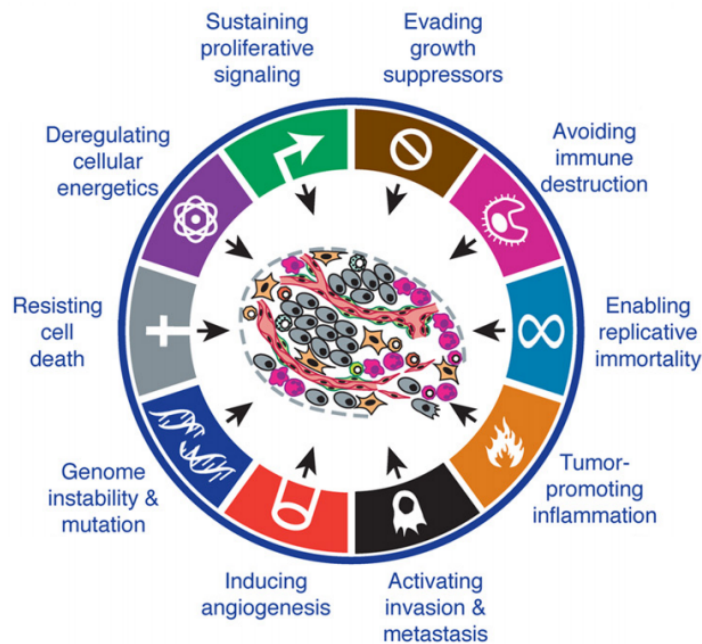 Sustaining
proliferative
signaling
Evading
growth
suppressors
Avoiding
immune
destruction
Enabling
replicative
immortality
Tumor-
promoting
inflammation
Activating
invasion &
metastasis
Inducing
angiogenesis
Genome
instability &
mutation
Resisting
cell
death
Deregulating
cellular
energetics